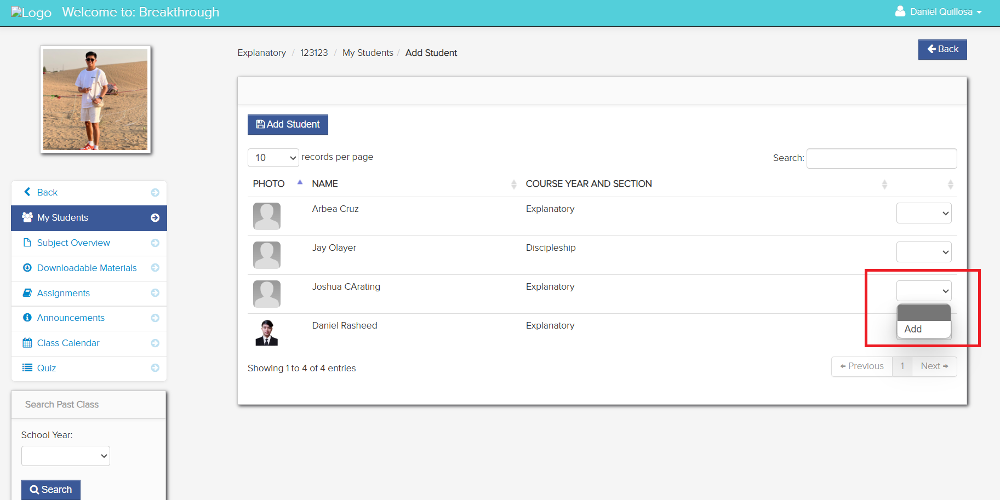 Logo Welcome to: Breakthrough
Daniel Quillosa
Explanatory / 123123 / My Students / Add Student
Back
Back
My Students
Subject Overview
Downloadable Materials
Assignments
Announcements
Class Calendar
Quiz
Search Past Class
School Year:
Search
Add Student
10 records per page
Search:
PHOTO NAME COURSE YEAR AND SECTION
Arbea Cruz Explanatory
Jay Olayer Discipleship
Joshua CArating Explanatory
Add
Daniel Rasheed Explanatory
Showing 1 to 4 of 4 entries
Previous 1 Next